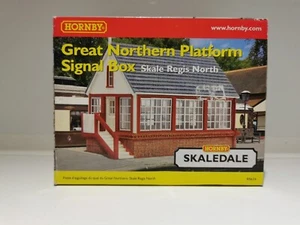 HORNBY
www.hornby.com
Great Northern Platform
Signal Box Skale Regis North
HORNBY
SKALEDALE